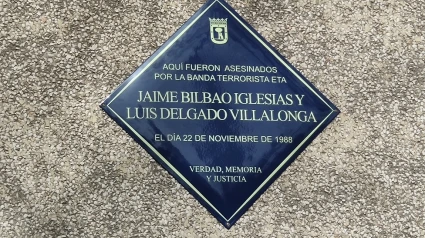 AQUÍ FUERON ASESINADOS
POR LA BANDA TERRORISTA ETA
JAIME BILBAO IGLESIAS Y
LUIS DELGADO VILLALONGA
EL DÍA 22 DE NOVIEMBRE DE 1988
VERDAD, MEMORIA
Y JUSTICIA